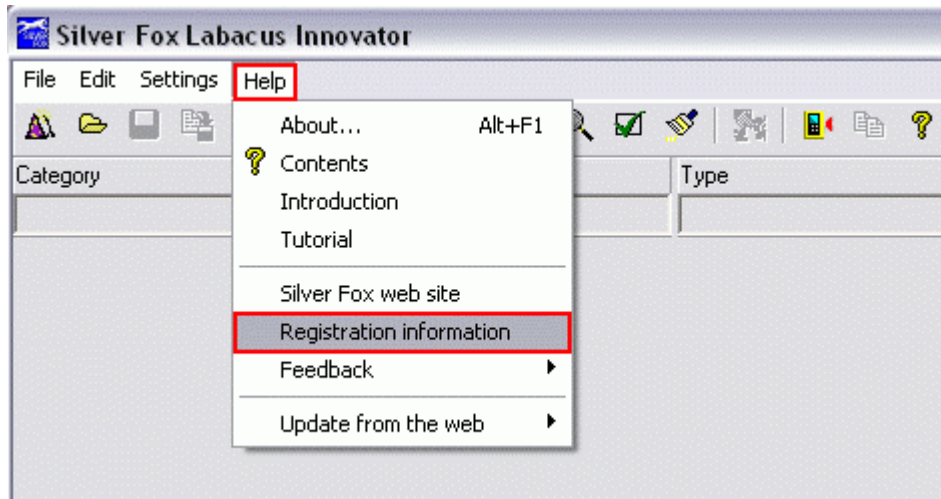 Silver Fox Labacus Innovator
File Edit Settings Help
About... Alt+F1
Contents
Category Type
Introduction
Tutorial
Silver Fox web site
Registration information
Feedback
Update from the web